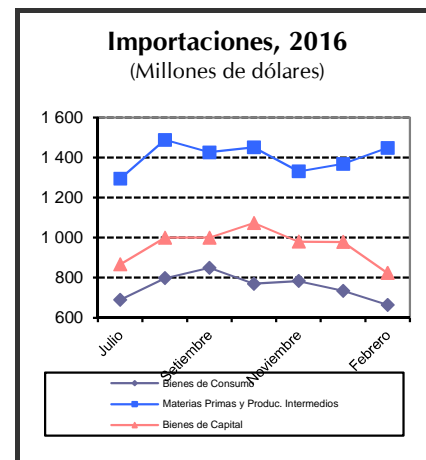 Importaciones, 2016
(Millones de dólares)
1 600
1 400
1 200
1 000
800
600
Julio
Setiembre
Noviembre
Febrero
Bienes de Consumo
Materias Primas y Produc. Intermedios
Bienes de Capital